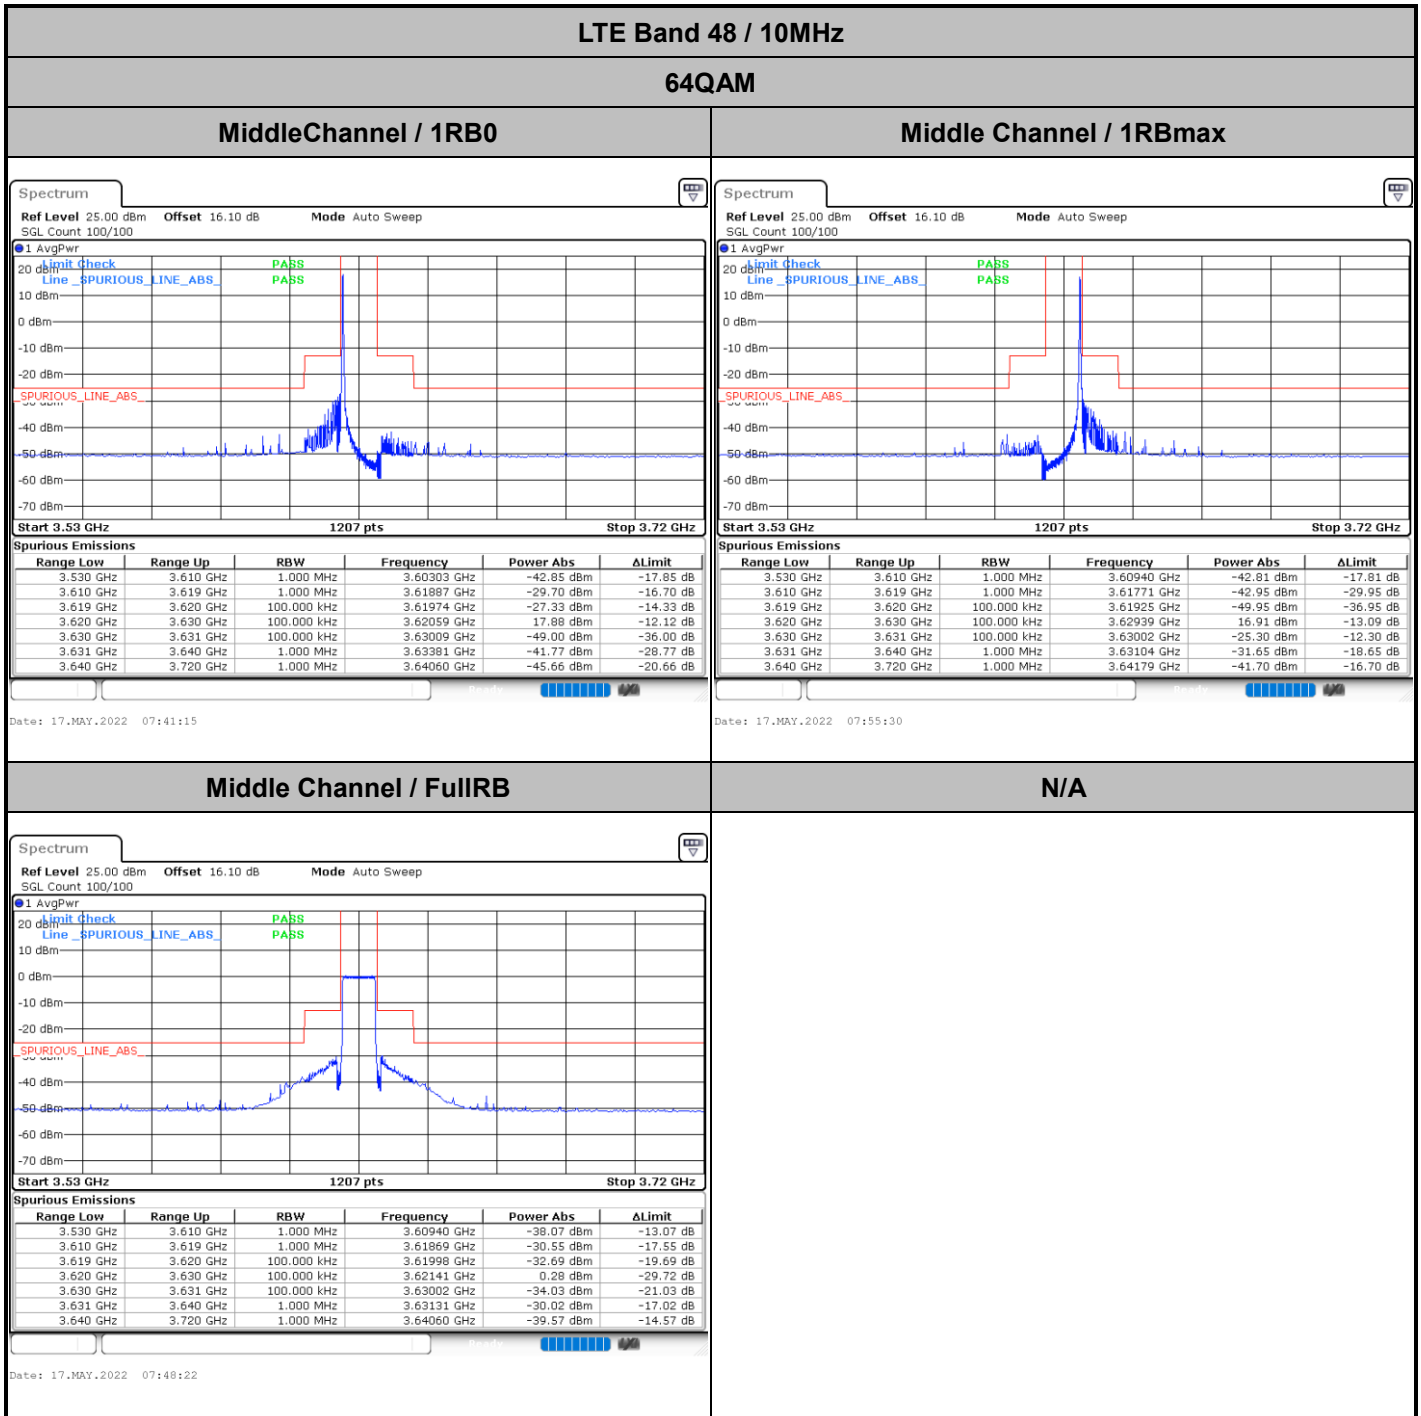 LTE Band 48 / 10MHz
64QAM
MiddleChannel / 1RB0
Middle Channel / 1RBmax
Spectrum
Ref Level 25.00 dBm Offset 16.10 dB Mode Auto Sweep
SGL Count 100/100
1 AvgPwr
Limit Check PASS
Line _SPURIOUS_LINE_ABS_ PASS
20 dBm
10 dBm
0 dBm
-10 dBm
-20 dBm
_SPURIOUS_LINE_ABS_
-40 dBm
-50 dBm
-60 dBm
-70 dBm
Start 3.53 GHz 1207 pts Stop 3.72 GHz
Spurious Emissions
Range Low Range Up RBW Frequency Power Abs ΔLimit
3.530 GHz 3.610 GHz 1.000 MHz 3.60303 GHz -42.85 dBm -17.85 dB
3.610 GHz 3.619 GHz 1.000 MHz 3.61887 GHz -29.70 dBm -16.70 dB
3.619 GHz 3.620 GHz 100.000 kHz 3.61974 GHz -27.33 dBm -14.33 dB
3.620 GHz 3.630 GHz 100.000 kHz 3.62059 GHz 17.88 dBm -12.12 dB
3.630 GHz 3.631 GHz 100.000 kHz 3.63009 GHz -49.00 dBm -36.00 dB
3.631 GHz 3.640 GHz 1.000 MHz 3.63381 GHz -41.77 dBm -28.77 dB
3.640 GHz 3.720 GHz 1.000 MHz 3.64060 GHz -45.66 dBm -20.66 dB
Ready
Date: 17.MAY.2022 07:41:15
Spectrum
Ref Level 25.00 dBm Offset 16.10 dB Mode Auto Sweep
SGL Count 100/100
1 AvgPwr
Limit Check PASS
Line _SPURIOUS_LINE_ABS_ PASS
20 dBm
10 dBm
0 dBm
-10 dBm
-20 dBm
_SPURIOUS_LINE_ABS_
-40 dBm
-50 dBm
-60 dBm
-70 dBm
Start 3.53 GHz 1207 pts Stop 3.72 GHz
Spurious Emissions
Range Low Range Up RBW Frequency Power Abs ΔLimit
3.530 GHz 3.610 GHz 1.000 MHz 3.60940 GHz -42.81 dBm -17.81 dB
3.610 GHz 3.619 GHz 1.000 MHz 3.61771 GHz -42.95 dBm -29.95 dB
3.619 GHz 3.620 GHz 100.000 kHz 3.61925 GHz -49.95 dBm -36.95 dB
3.620 GHz 3.630 GHz 100.000 kHz 3.62939 GHz 16.91 dBm -13.09 dB
3.630 GHz 3.631 GHz 100.000 kHz 3.63002 GHz -25.30 dBm -12.30 dB
3.631 GHz 3.640 GHz 1.000 MHz 3.63104 GHz -31.65 dBm -18.65 dB
3.640 GHz 3.720 GHz 1.000 MHz 3.64179 GHz -41.70 dBm -16.70 dB
Ready
Date: 17.MAY.2022 07:55:30
Middle Channel / FullRB
N/A
Spectrum
Ref Level 25.00 dBm Offset 16.10 dB Mode Auto Sweep
SGL Count 100/100
1 AvgPwr
Limit Check PASS
Line _SPURIOUS_LINE_ABS_ PASS
20 dBm
10 dBm
0 dBm
-10 dBm
-20 dBm
_SPURIOUS_LINE_ABS_
-40 dBm
-50 dBm
-60 dBm
-70 dBm
Start 3.53 GHz 1207 pts Stop 3.72 GHz
Spurious Emissions
Range Low Range Up RBW Frequency Power Abs ΔLimit
3.530 GHz 3.610 GHz 1.000 MHz 3.60940 GHz -38.07 dBm -13.07 dB
3.610 GHz 3.619 GHz 1.000 MHz 3.61869 GHz -30.55 dBm -17.55 dB
3.619 GHz 3.620 GHz 100.000 kHz 3.61998 GHz -32.69 dBm -19.69 dB
3.620 GHz 3.630 GHz 100.000 kHz 3.62141 GHz 0.28 dBm -29.72 dB
3.630 GHz 3.631 GHz 100.000 kHz 3.63002 GHz -34.03 dBm -21.03 dB
3.631 GHz 3.640 GHz 1.000 MHz 3.63131 GHz -30.02 dBm -17.02 dB
3.640 GHz 3.720 GHz 1.000 MHz 3.64060 GHz -39.57 dBm -14.57 dB
Ready
Date: 17.MAY.2022 07:48:22